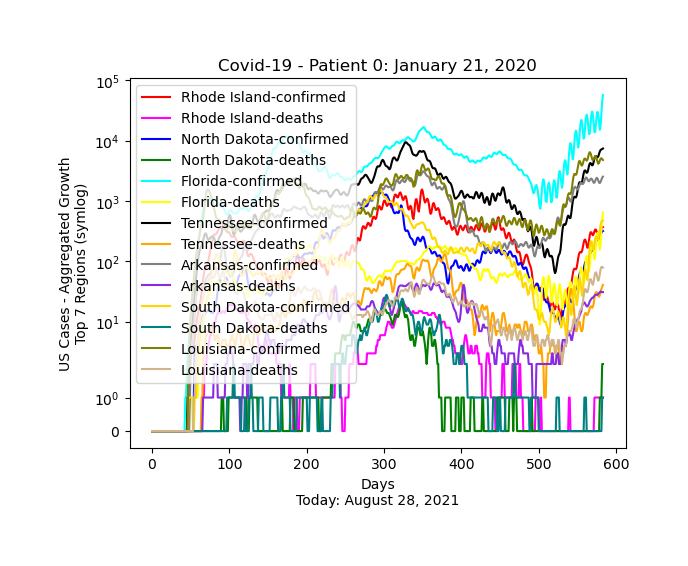 Covid-19 - Patient 0: January 21, 2020
US Cases - Aggregated Growth
Top 7 Regions (symlog)
10^5
10^4
10^3
10^2
10^1
10^0
0
Rhode Island-confirmed
Rhode Island-deaths
North Dakota-confirmed
North Dakota-deaths
Florida-confirmed
Florida-deaths
Tennessee-confirmed
Tennessee-deaths
Arkansas-confirmed
Arkansas-deaths
South Dakota-confirmed
South Dakota-deaths
Louisiana-confirmed
Louisiana-deaths
0 100 200 300 400 500 600
Days
Today: August 28, 2021